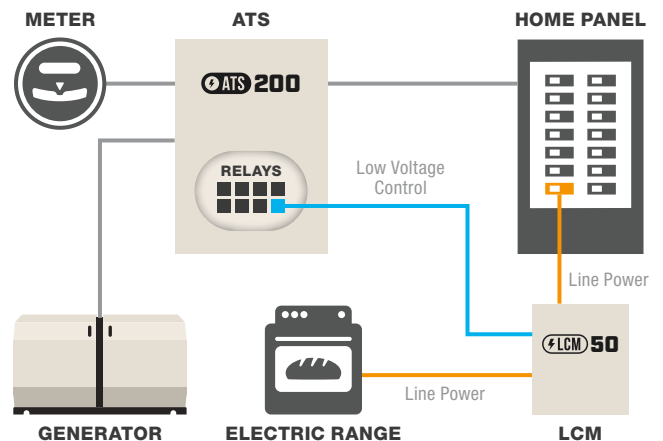 METER
ATS
HOME PANEL
ATS 200
RELAYS
Low Voltage
Control
Line Power
LCM 50
Line Power
GENERATOR
ELECTRIC RANGE
LCM